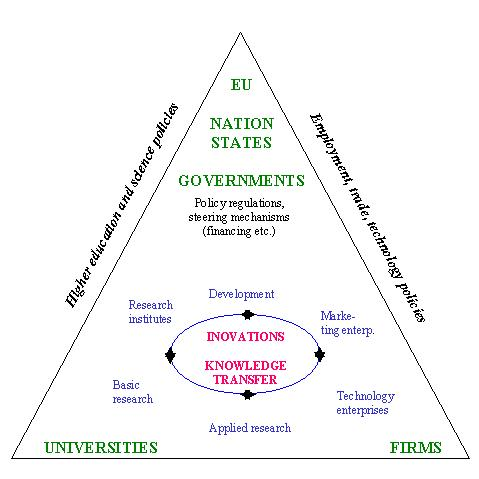 EU
NATION
STATES
GOVERNMENTS
Policy regulations,
steering mechanisms
(financing etc.)
Higher education and science policies
Employment, trade, technology policies
Development
Research
institutes
Marke-
ting enterp.
INOVATIONS
KNOWLEDGE
TRANSFER
Basic
research
Technology
enterprises
Applied research
UNIVERSITIES
FIRMS